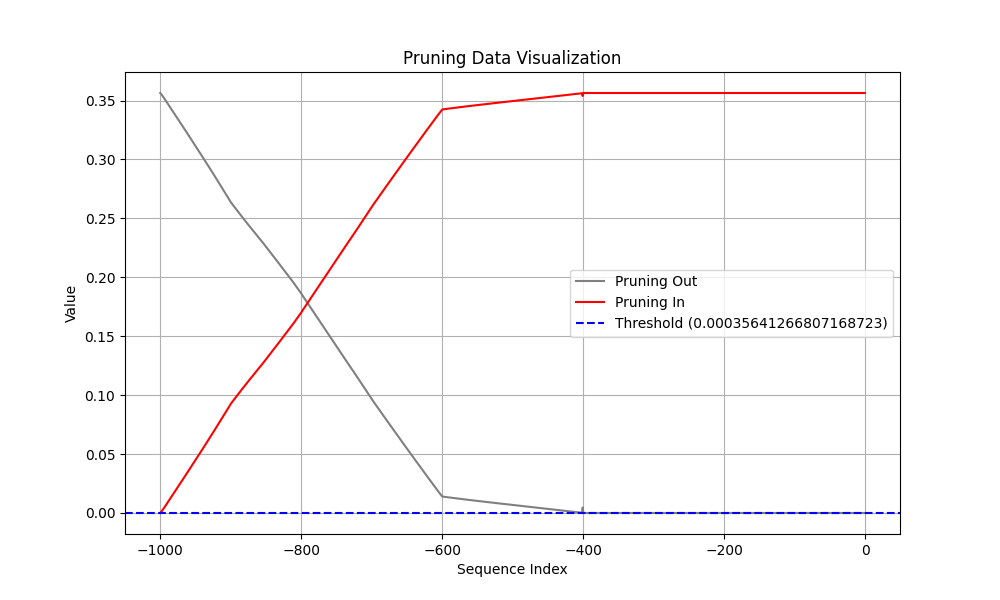 Pruning Data Visualization
Value
0.35
0.30
0.25
0.20
0.15
0.10
0.05
0.00
Pruning Out
Pruning In
Threshold (0.00035641266807168723)
−1000 −800 −600 −400 −200 0
Sequence Index